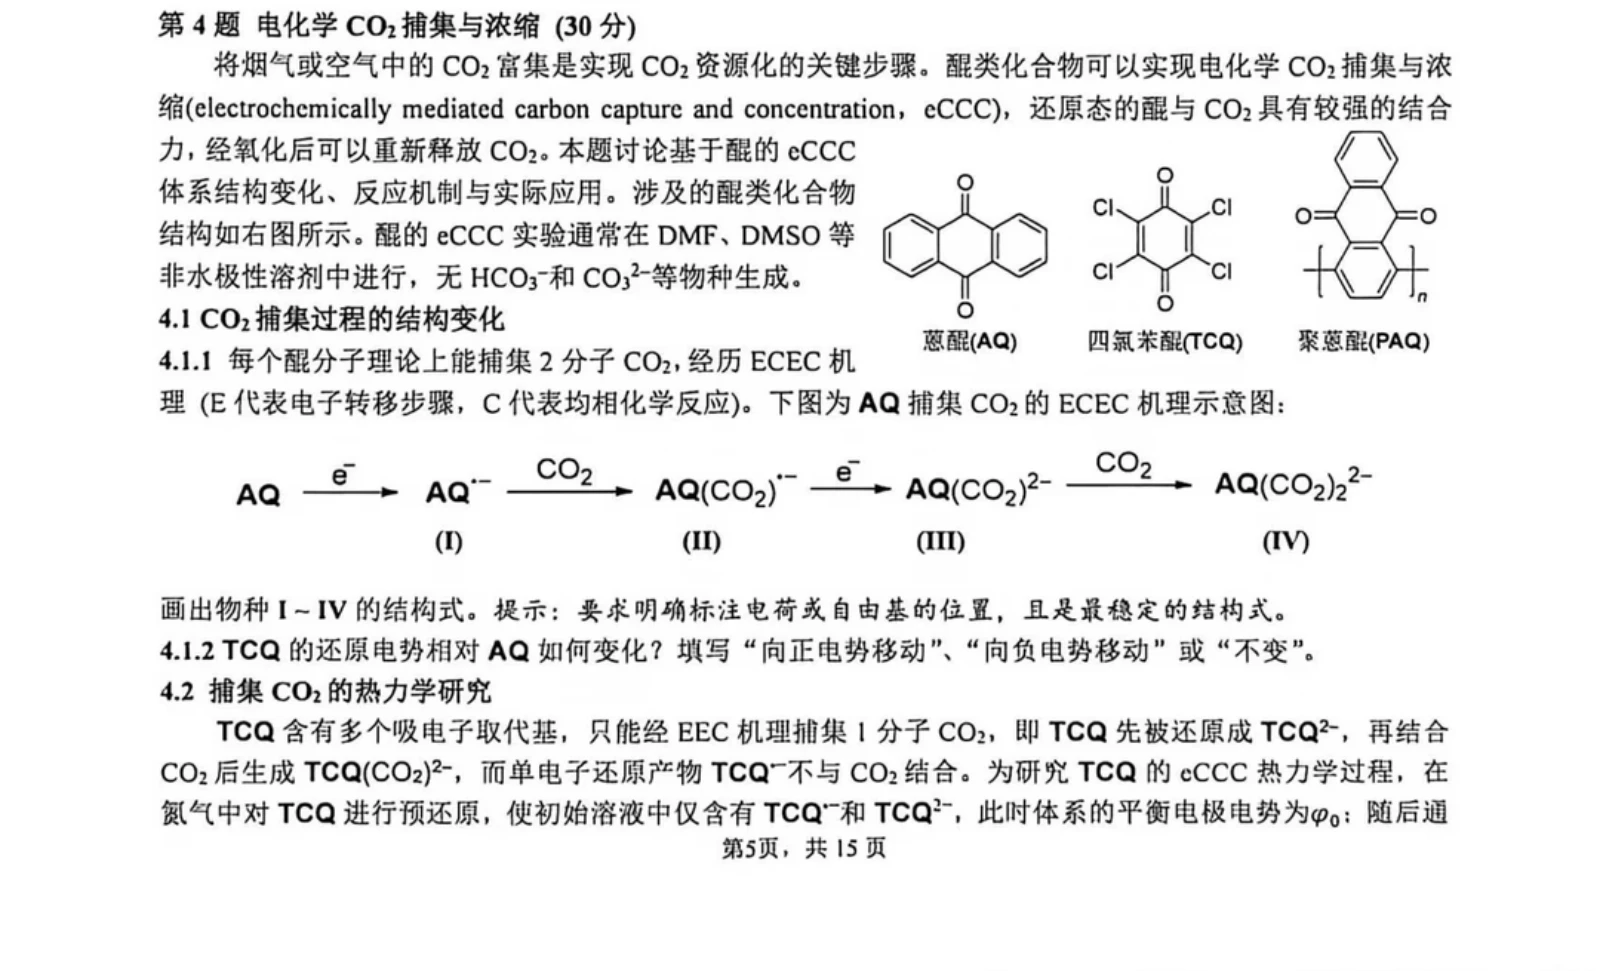 第 4 题 电化学 CO₂ 捕集与浓缩 (30 分)
将烟气或空气中的 CO₂ 富集是实现 CO₂ 资源化的关键步骤。醌类化合物可以实现电化学 CO₂ 捕集与浓
缩(electrochemically mediated carbon capture and concentration, eCCC),还原态的醌与 CO₂ 具有较强的结合
力,经氧化后可以重新释放 CO₂。本题讨论基于醌的 eCCC
体系结构变化、反应机制与实际应用。涉及的醌类化合物
结构如右图所示。醌的 eCCC 实验通常在 DMF、DMSO 等
非水极性溶剂中进行,无 HCO₃⁻和 CO₃²⁻等物种生成。
O
O
蒽醌(AQ)
O
Cl
Cl
Cl
Cl
O
四氯苯醌(TCQ)
O
O
n
聚蒽醌(PAQ)
4.1 CO₂ 捕集过程的结构变化
4.1.1 每个醌分子理论上能捕集 2 分子 CO₂,经历 ECEC 机
理 (E 代表电子转移步骤,C 代表均相化学反应)。下图为 AQ 捕集 CO₂ 的 ECEC 机理示意图:
AQ e⁻ AQ·⁻ CO₂ AQ(CO₂)·⁻ e⁻ AQ(CO₂)²⁻ CO₂ AQ(CO₂)₂²⁻
(I) (II) (III) (IV)
画出物种 I ~ IV 的结构式。提示:要求明确标注电荷或自由基的位置,且是最稳定的结构式。
4.1.2 TCQ 的还原电势相对 AQ 如何变化?填写“向正电势移动”、“向负电势移动”或“不变”。
4.2 捕集 CO₂ 的热力学研究
TCQ 含有多个吸电子取代基,只能经 EEC 机理捕集 1 分子 CO₂,即 TCQ 先被还原成 TCQ²⁻,再结合
CO₂ 后生成 TCQ(CO₂)²⁻,而单电子还原产物 TCQ·⁻不与 CO₂ 结合。为研究 TCQ 的 eCCC 热力学过程,在
氮气中对 TCQ 进行预还原,使初始溶液中仅含有 TCQ·⁻和 TCQ²⁻,此时体系的平衡电极电势为φ₀;随后通
第5页,共 15 页